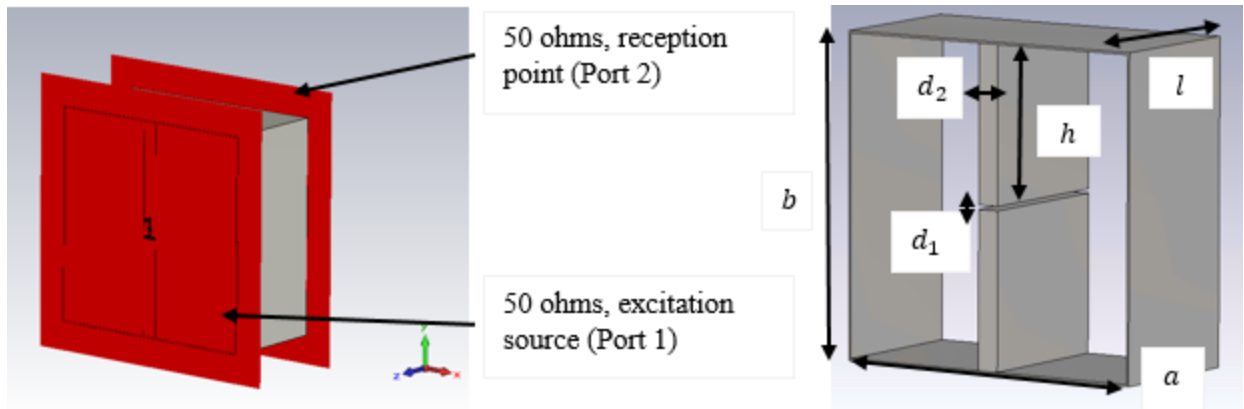 50 ohms, reception
point (Port 2)
1
50 ohms, excitation
source (Port 1)
y
z
x
d₂
l
h
b
d₁
a